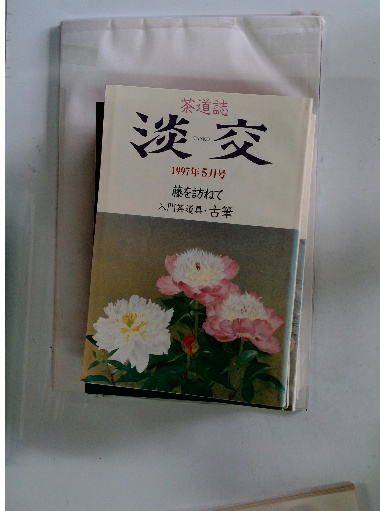 茶道誌
淡交
1997年5月号
藤を訪ねて
入門茶道具・古筆